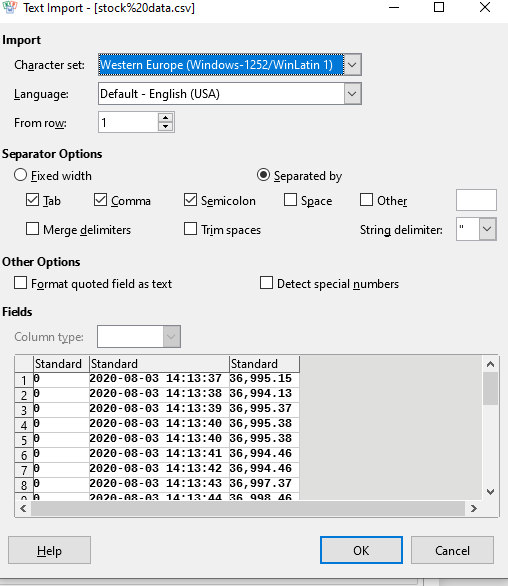 Text Import - [stock%20data.csv]
Import
Character set: Western Europe (Windows-1252/WinLatin 1)
Language: Default - English (USA)
From row: 1
Separator Options
Fixed width Separated by
Tab Comma Semicolon Space Other
Merge delimiters Trim spaces String delimiter: "
Other Options
Format quoted field as text Detect special numbers
Fields
Column type:
Standard Standard Standard
1 0 2020-08-03 14:13:37 36,995.15
2 0 2020-08-03 14:13:38 36,994.13
3 0 2020-08-03 14:13:39 36,995.37
4 0 2020-08-03 14:13:40 36,995.38
5 0 2020-08-03 14:13:40 36,995.38
6 0 2020-08-03 14:13:41 36,994.46
7 0 2020-08-03 14:13:42 36,994.46
8 0 2020-08-03 14:13:43 36,997.37
9 0 2020-08-03 14:13:44 36,998.46
Help OK Cancel